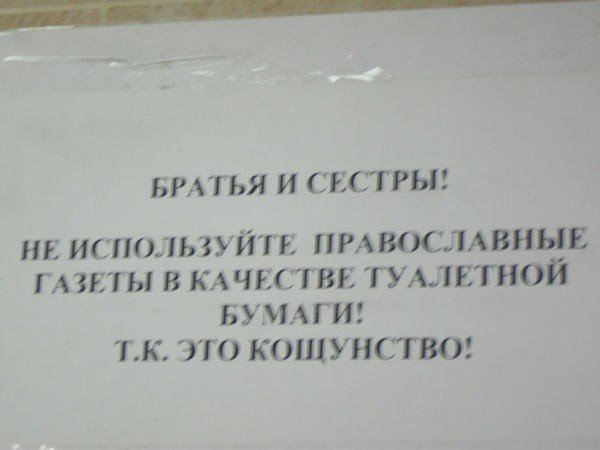 БРАТЬЯ И СЕСТРЫ!
НЕ ИСПОЛЬЗУЙТЕ ПРАВОСЛАВНЫЕ
ГАЗЕТЫ В КАЧЕСТВЕ ТУАЛЕТНОЙ
БУМАГИ!
Т.К. ЭТО КОЩУНСТВО!